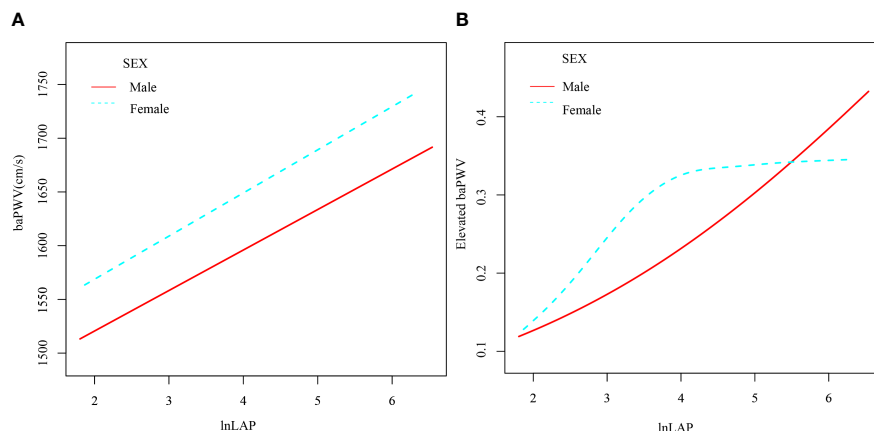 A
SEX
Male
Female
baPWV(cm/s)
1750
1700
1650
1600
1550
1500
2 3 4 5 6
lnLAP
B
SEX
Male
Female
Elevated baPWV
0.4
0.3
0.2
0.1
2 3 4 5 6
lnLAP